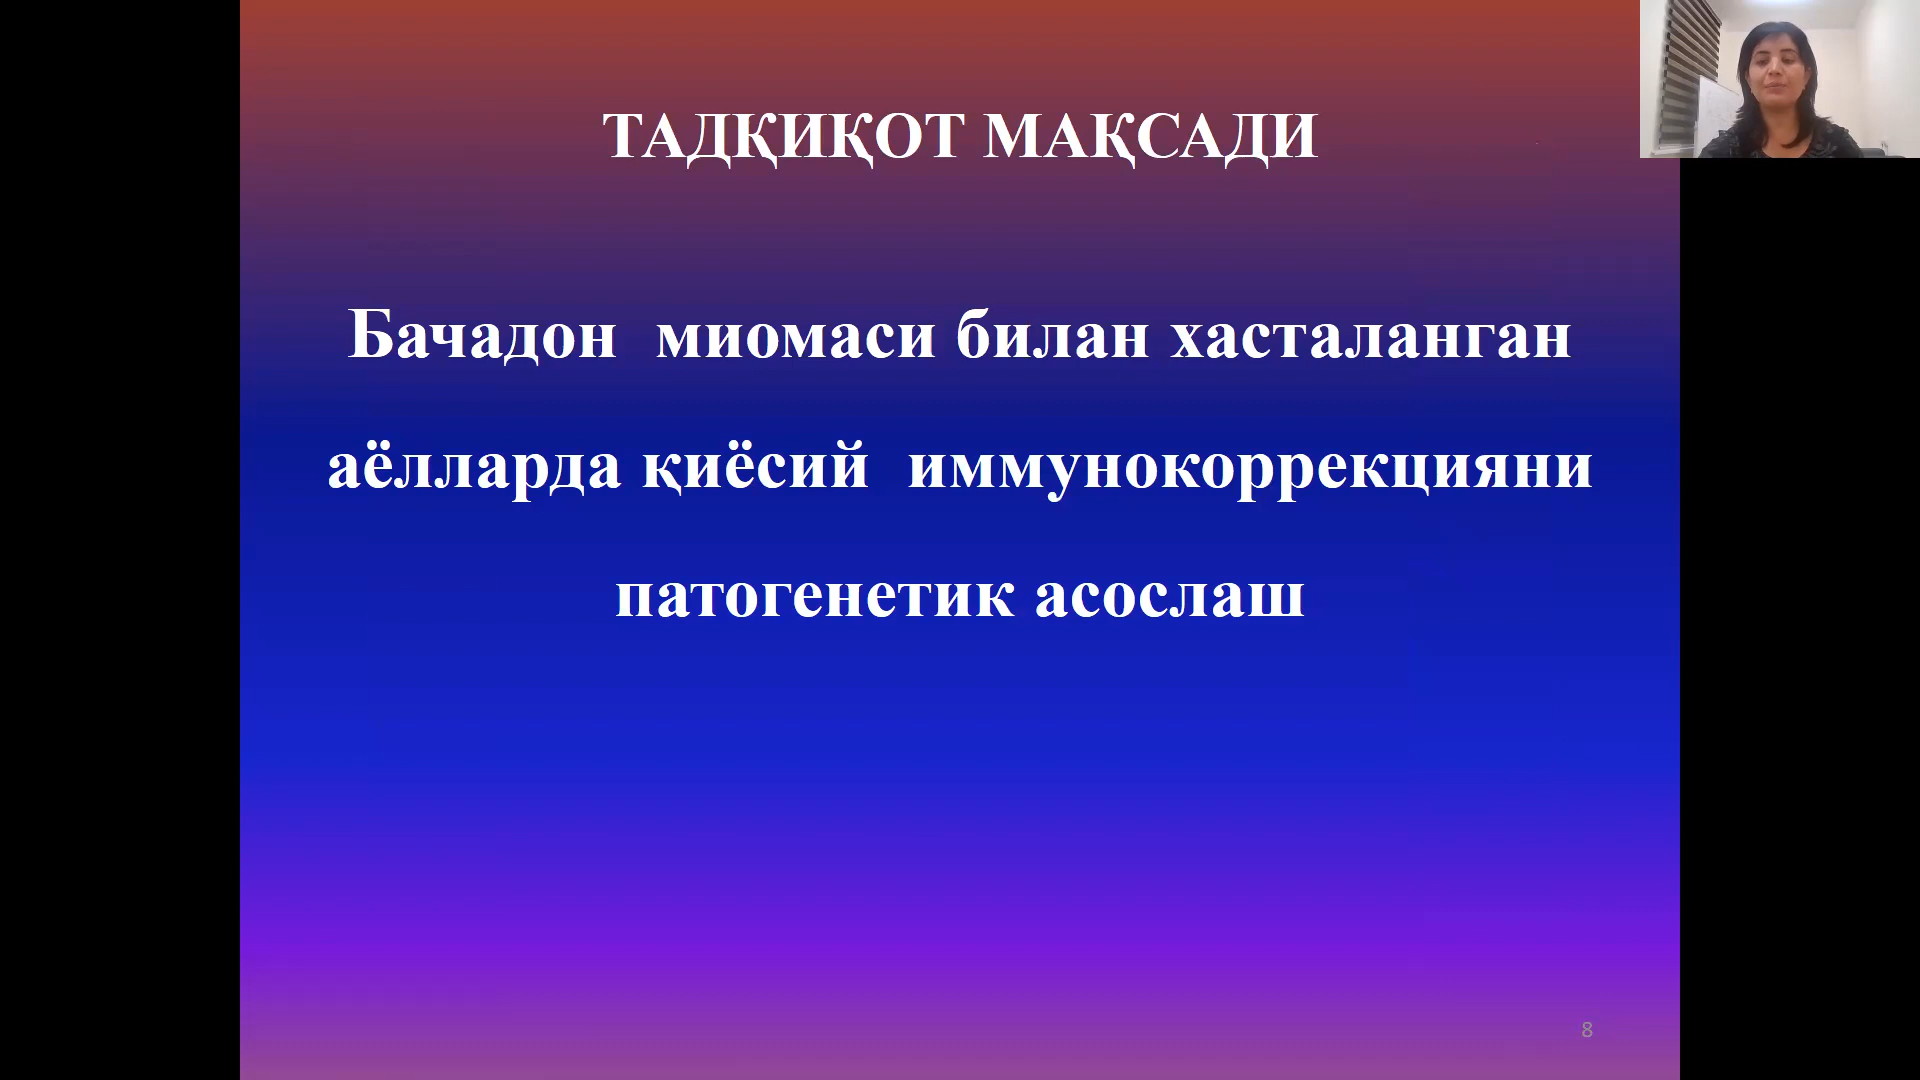 ТАДҚИҚОТ МАҚСАДИ
Бачадон миомаси билан хасталанган
аёлларда қиёсий иммунокоррекцияни
патогенетик асослаш
8